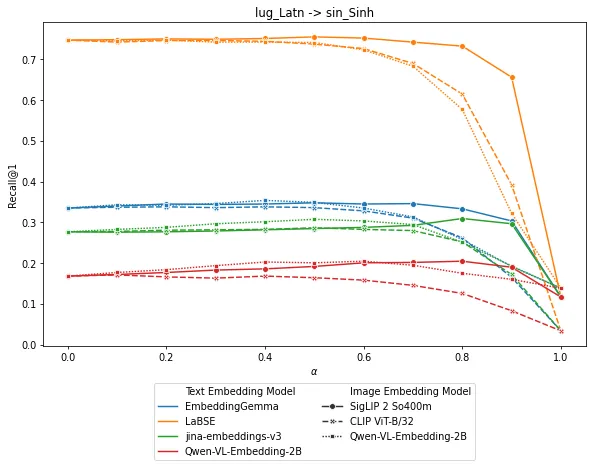 lug_Latn -> sin_Sinh
Recall@1
0.7
0.6
0.5
0.4
0.3
0.2
0.1
0.0
0.0 0.2 0.4 0.6 0.8 1.0
α
Text Embedding Model
EmbeddingGemma
LaBSE
jina-embeddings-v3
Qwen-VL-Embedding-2B
Image Embedding Model
SigLIP 2 So400m
CLIP ViT-B/32
Qwen-VL-Embedding-2B